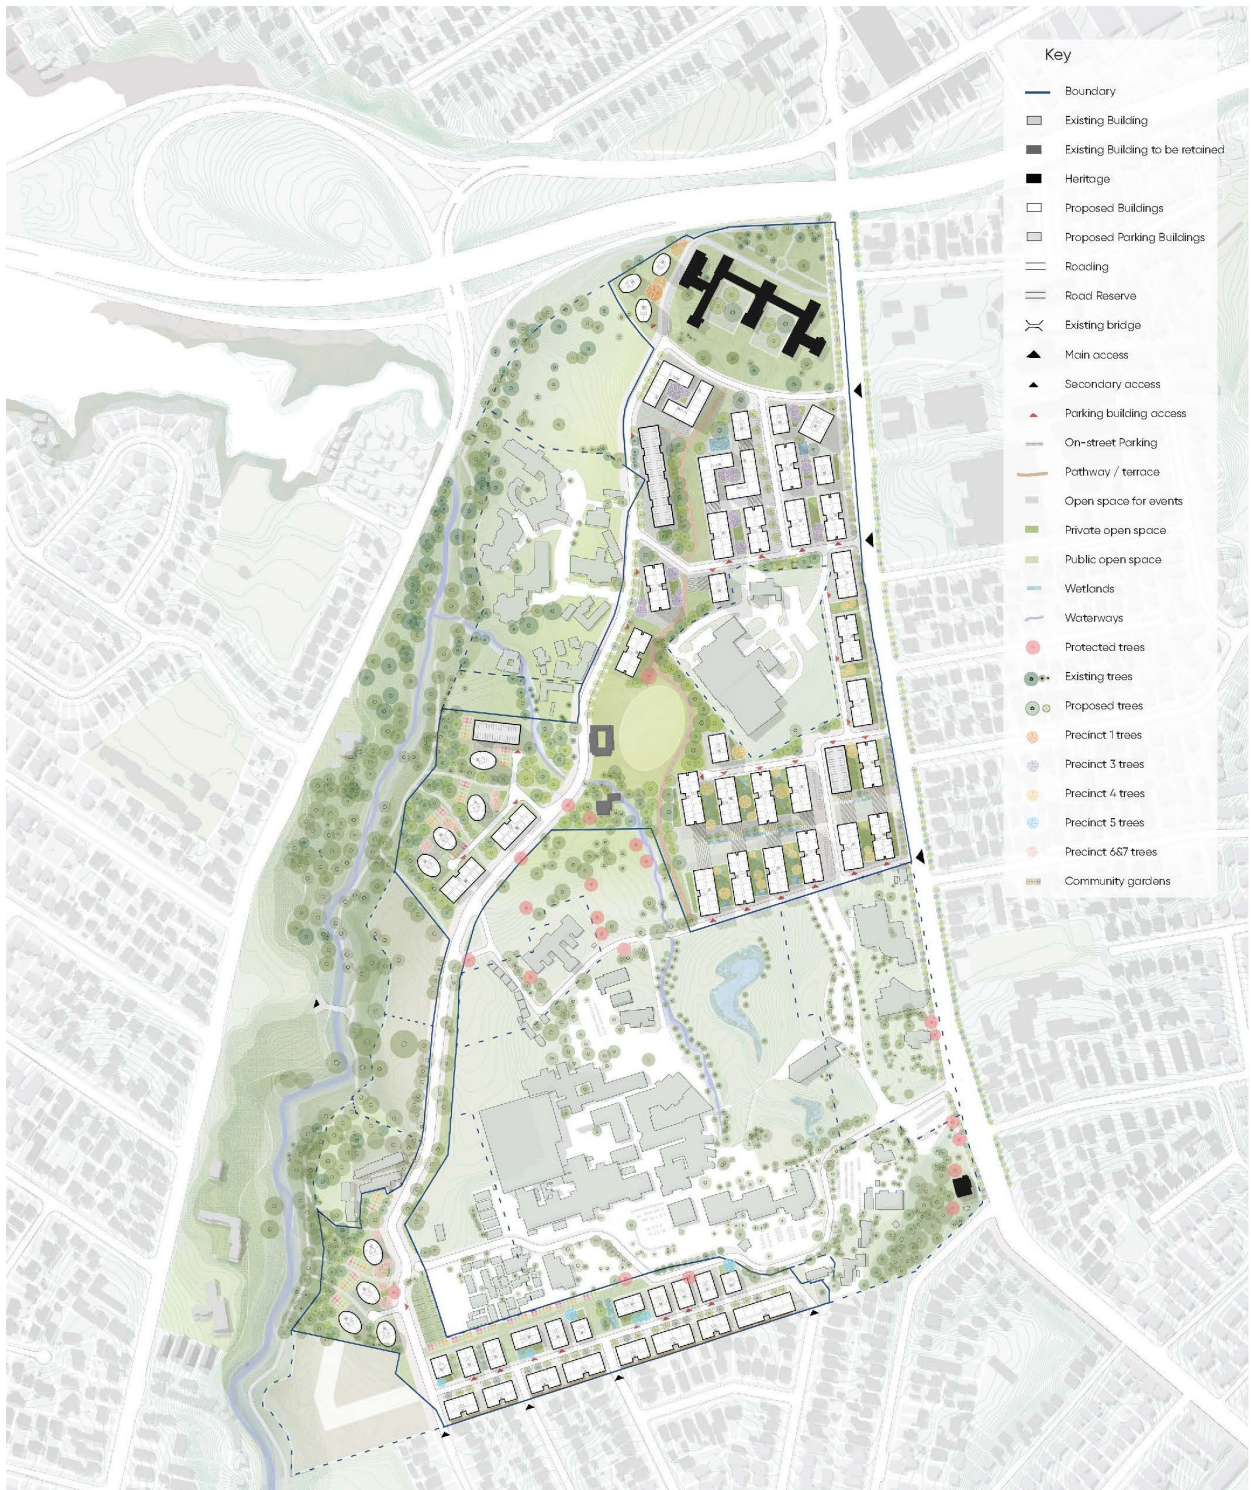 Key
Boundary
Existing Building
Existing Building to be retained
Heritage
Proposed Buildings
Proposed Parking Buildings
Roading
Road Reserve
Existing bridge
Main access
Secondary access
Parking building access
On-street Parking
Pathway / terrace
Open space for events
Private open space
Public open space
Wetlands
Waterways
Protected trees
Existing trees
Proposed trees
Precinct 1 trees
Precinct 3 trees
Precinct 4 trees
Precinct 5 trees
Precinct 6&7 trees
Community gardens